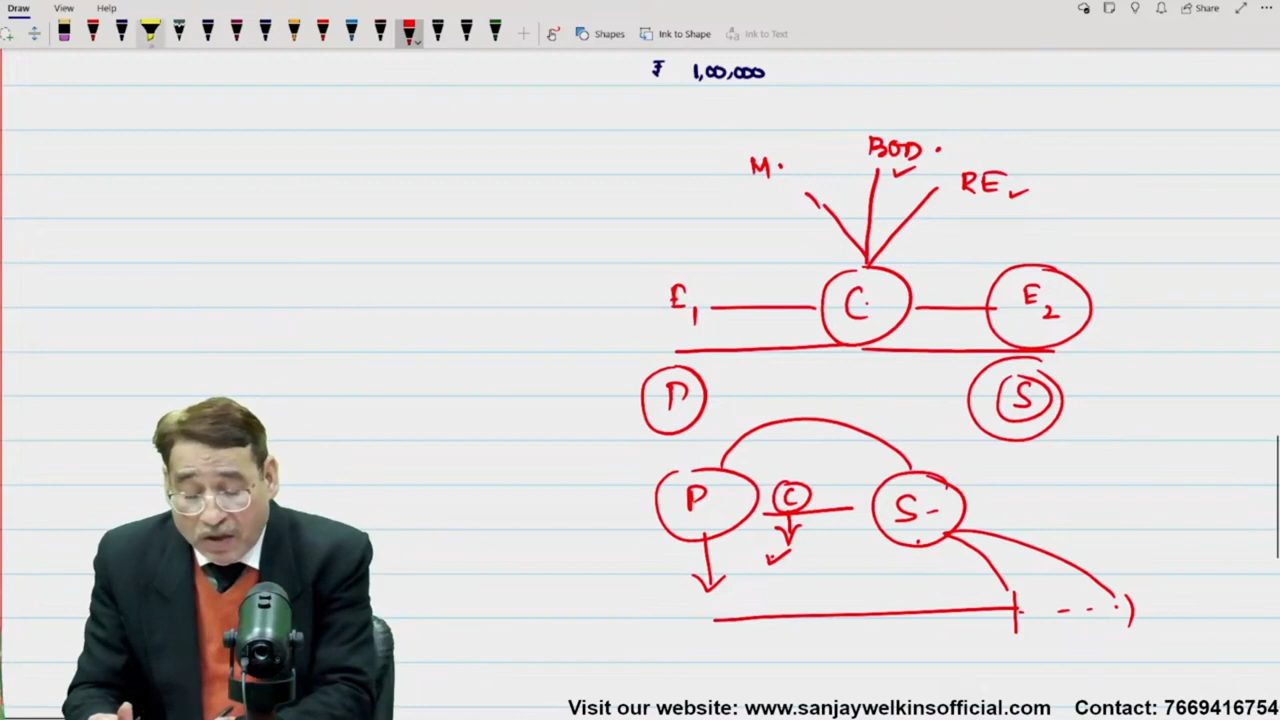 Draw View Help
Share
Shapes Ink to Shape Ink to Text
₹ 1,00,000
M. BOD. RE
E1 C E2
P S
P C S
Visit our website: www.sanjaywelkinsofficial.com Contact: 7669416754